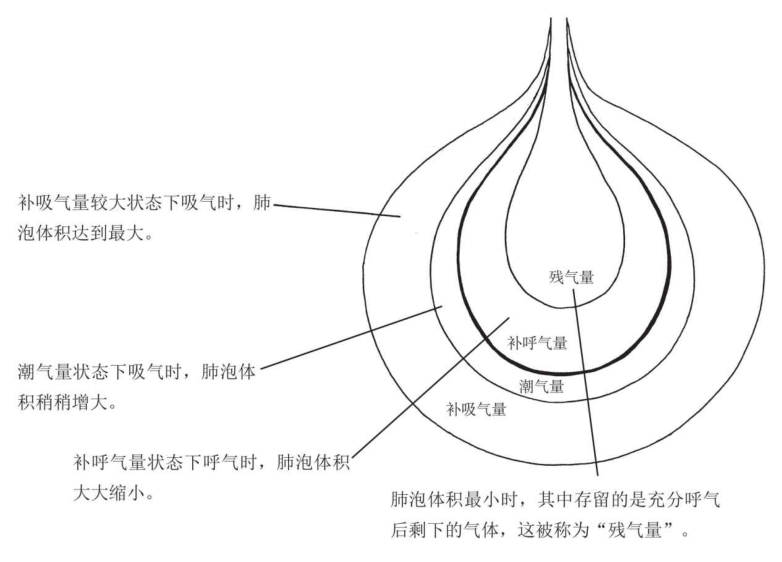 补吸气量较大状态下吸气时，肺
泡体积达到最大。
残气量
补呼气量
潮气量状态下吸气时，肺泡体
积稍稍增大。
潮气量
补吸气量
补呼气量状态下呼气时，肺泡体积
大大缩小。
肺泡体积最小时，其中存留的是充分呼气
后剩下的气体，这被称为“残气量”。